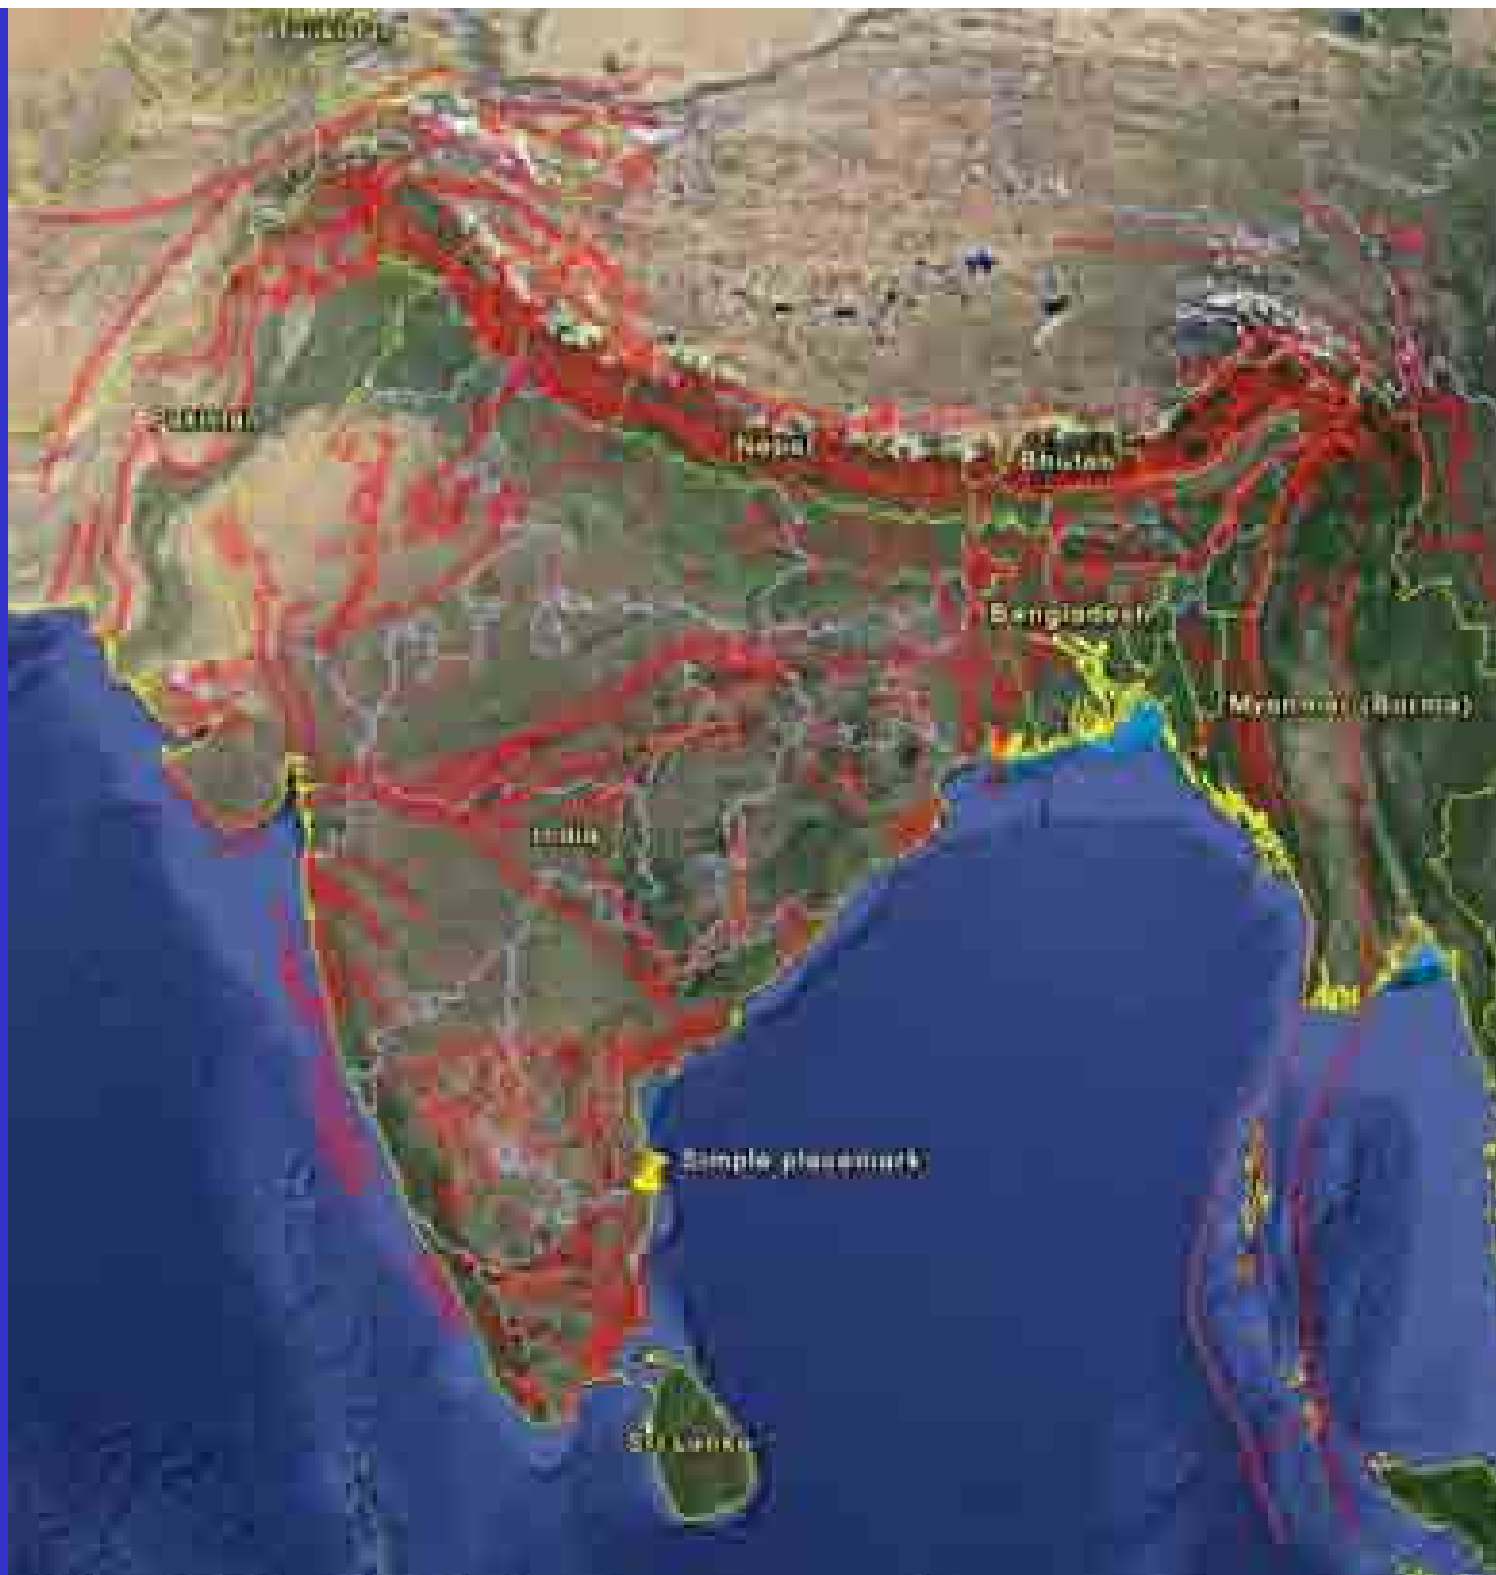 Nepal
Bhutan
Bangladesh
Myanmar (Burma)
India
Simple placemark
Sri Lanka